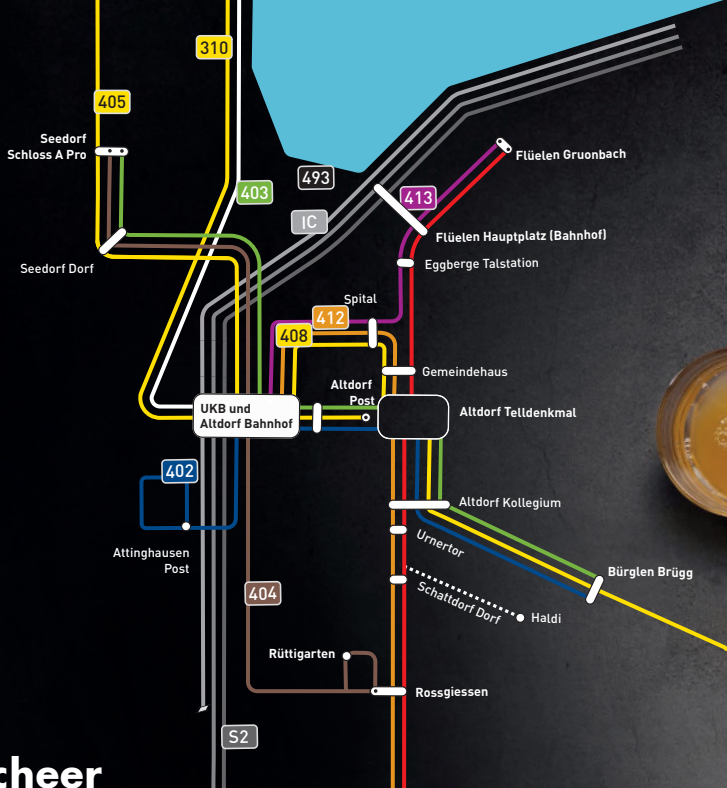 310
405
Seedorf
Schloss A Pro
493
403
413
Flüelen Gruonbach
IC
Flüelen Hauptplatz (Bahnhof)
Seedorf Dorf
Eggberge Talstation
Spital
412
408
Gemeindehaus
Altdorf
Post
UKB und
Altdorf Bahnhof
Altdorf Telldenkmal
402
Altdorf Kollegium
Attinghausen
Post
Urnertor
Bürglen Brügg
404
Schattdorf Dorf
Haldi
Rüttigarten
Rossgiessen
S2
cheer